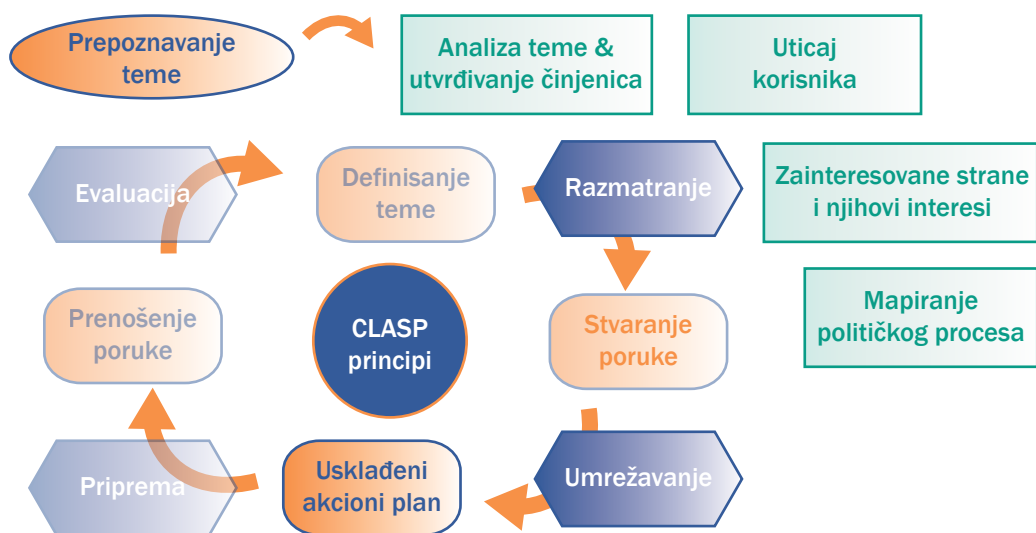 Prepoznavanje
teme
Analiza teme &
utvrđivanje činjenica
Uticaj
korisnika
Evaluacija
Definisanje
teme
Razmatranje
Zainteresovane strane
i njihovi interesi
Prenošenje
poruke
CLASP
principi
Stvaranje
poruke
Mapiranje
političkog procesa
Priprema
Usklađeni
akcioni plan
Umrežavanje